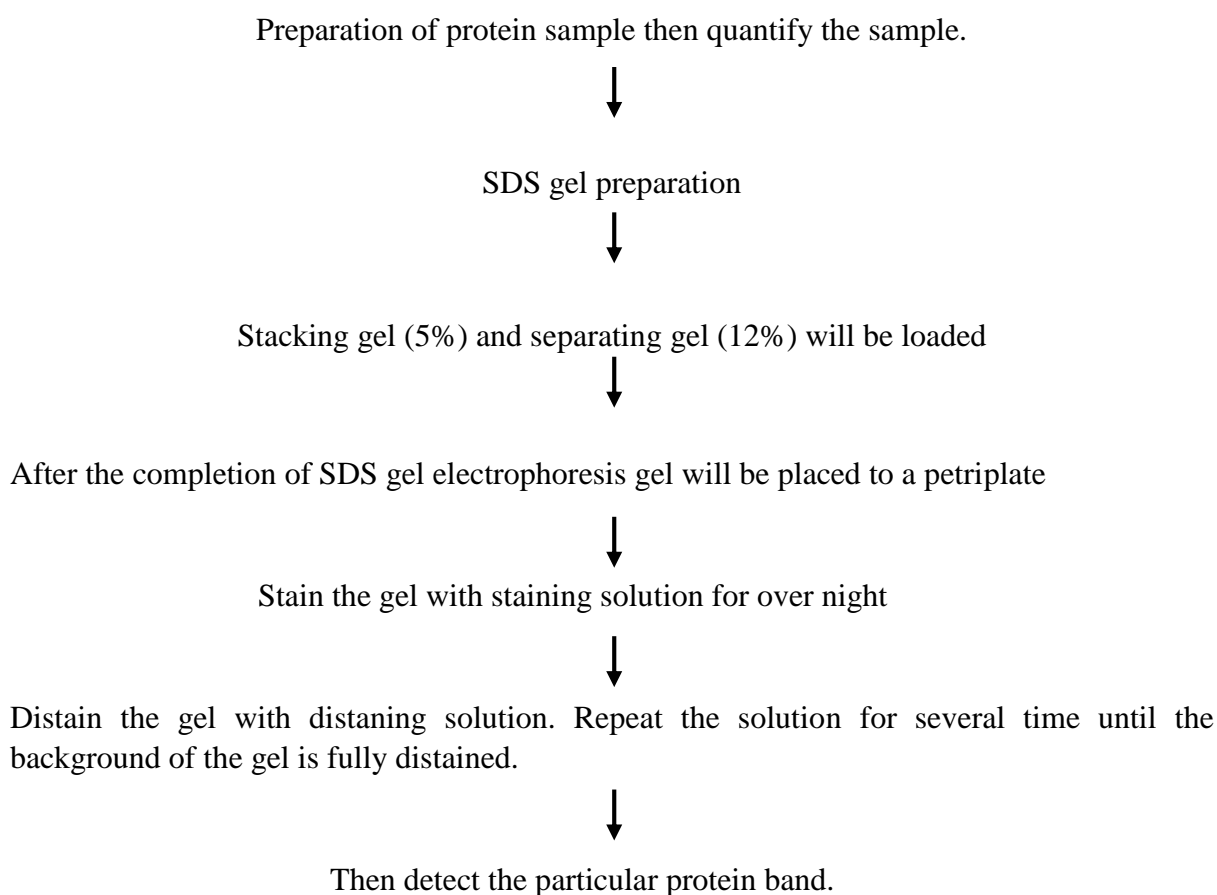 Preparation of protein sample then quantify the sample.
SDS gel preparation
Stacking gel (5%) and separating gel (12%) will be loaded
After the completion of SDS gel electrophoresis gel will be placed to a petriplate
Stain the gel with staining solution for over night
Distain the gel with distaning solution. Repeat the solution for several time until the
background of the gel is fully distained.
Then detect the particular protein band.